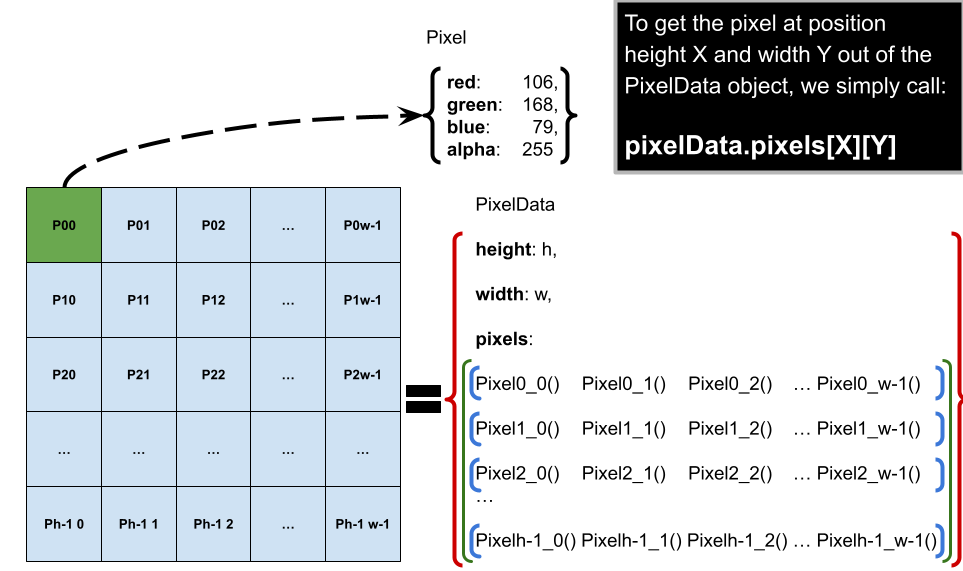 Pixel
red: 106,
green: 168,
blue: 79,
alpha: 255
To get the pixel at position
height X and width Y out of the
PixelData object, we simply call:
pixelData.pixels[X][Y]
P00 P01 P02 ... P0w-1
P10 P11 P12 ... P1w-1
P20 P21 P22 ... P2w-1
... ... ... ... ...
Ph-1 0 Ph-1 1 Ph-1 2 ... Ph-1 w-1
=
PixelData
height: h,
width: w,
pixels:
Pixel0_0() Pixel0_1() Pixel0_2() ... Pixel0_w-1()
Pixel1_0() Pixel1_1() Pixel1_2() ... Pixel1_w-1()
Pixel2_0() Pixel2_1() Pixel2_2() ... Pixel2_w-1()
...
Pixelh-1_0() Pixelh-1_1() Pixelh-1_2() ... Pixelh-1_w-1()